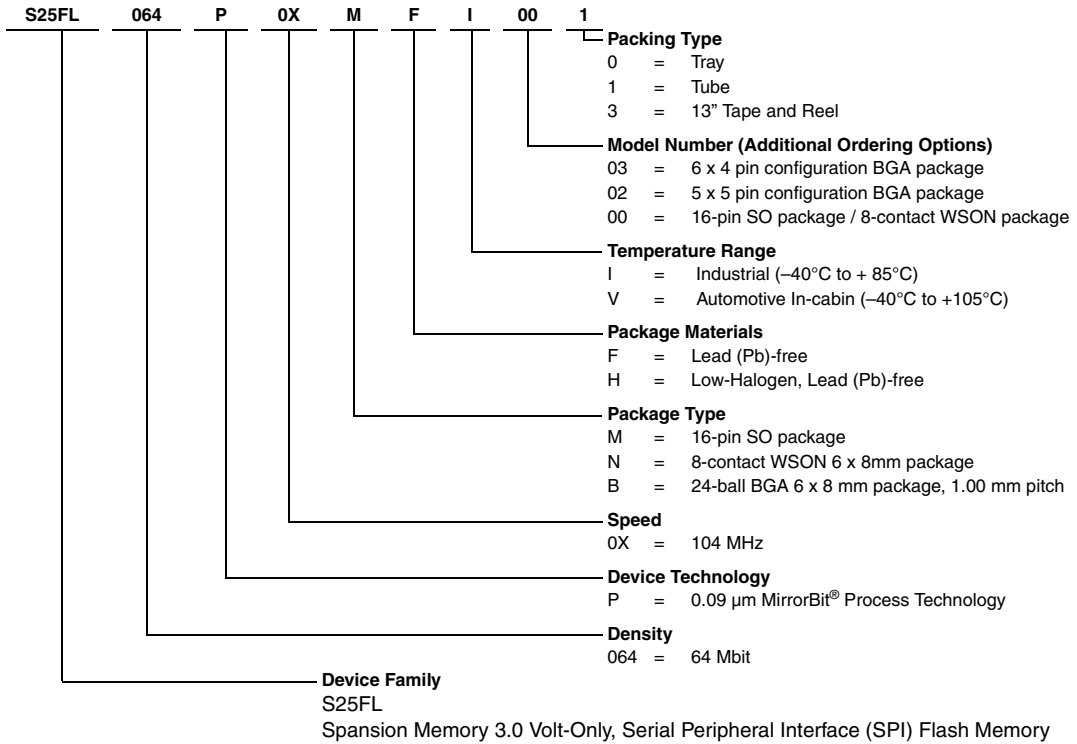 S25FL 064 P 0X M F I 00 1
Packing Type
0 = Tray
1 = Tube
3 = 13” Tape and Reel
Model Number (Additional Ordering Options)
03 = 6 x 4 pin configuration BGA package
02 = 5 x 5 pin configuration BGA package
00 = 16-pin SO package / 8-contact WSON package
Temperature Range
I = Industrial (–40°C to + 85°C)
V = Automotive In-cabin (–40°C to +105°C)
Package Materials
F = Lead (Pb)-free
H = Low-Halogen, Lead (Pb)-free
Package Type
M = 16-pin SO package
N = 8-contact WSON 6 x 8mm package
B = 24-ball BGA 6 x 8 mm package, 1.00 mm pitch
Speed
0X = 104 MHz
Device Technology
P = 0.09 µm MirrorBit® Process Technology
Density
064 = 64 Mbit
Device Family
S25FL
Spansion Memory 3.0 Volt-Only, Serial Peripheral Interface (SPI) Flash Memory